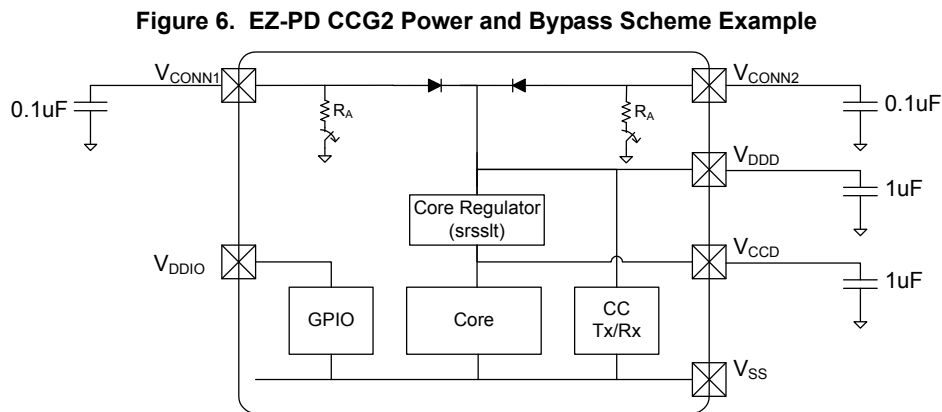 Figure 6.  EZ-PD CCG2 Power and Bypass Scheme Example
VCONN1
VCONN2
0.1uF
RA
RA
0.1uF
VDDD
1uF
Core Regulator
(srsslt)
VDDIO
VCCD
1uF
GPIO
Core
CC
Tx/Rx
VSS